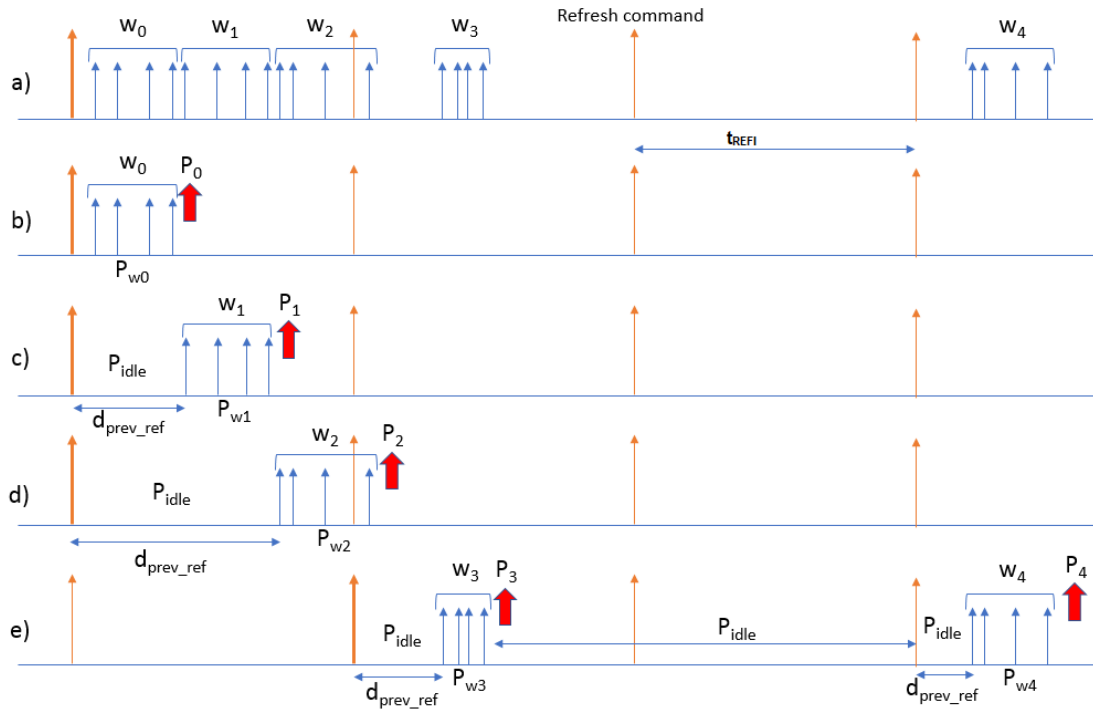 Refresh command
w0 w1 w2 w3 w4
a)
tREFI
w0 P0
b)
Pw0
w1 P1
c)
Pidle
Pw1
dprev_ref
w2 P2
d)
Pidle
Pw2
dprev_ref
w3 P3 w4 P4
e)
Pidle Pidle Pidle
Pw3 Pw4
dprev_ref dprev_ref